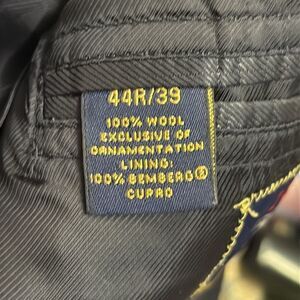 44R/39
100% WOOL
EXCLUSIVE OF
ORNAMENTATION
LINING:
100% BEMBERG®
CUPRO